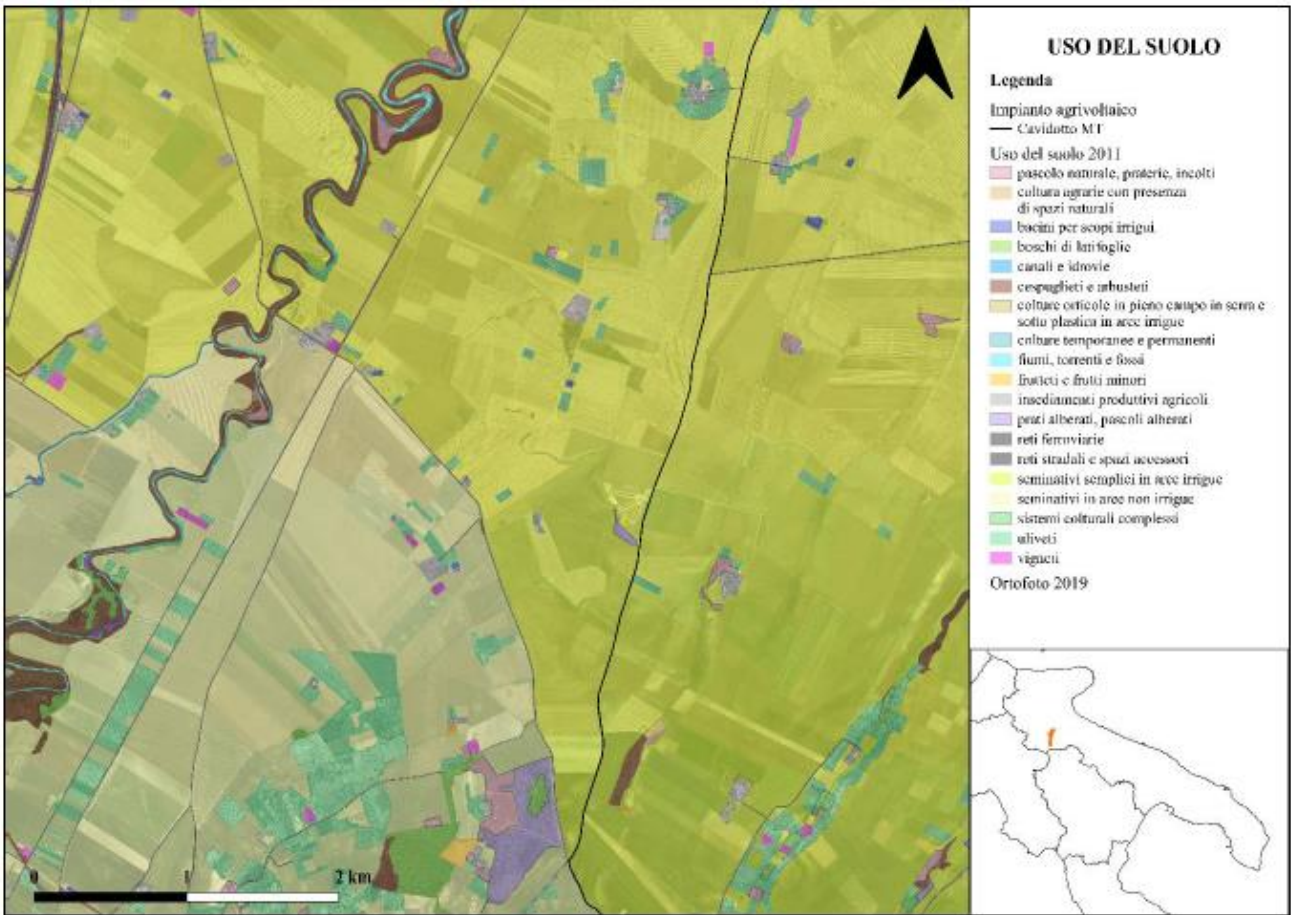 USO DEL SUOLO
Legenda
Impianto agrivoltaico
Cavidotto MT
Uso del suolo 2011
pascolo naturale, praterie, incolti
coltura agrarie con presenza
di spazi naturali
bacini per scopi irrigui
boschi di latifoglie
canali e idrovie
cespuglieti e arbusteti
colture orticole in pieno campo in serra e
sotto plastica in aree irrigue
colture temporanee e permanenti
fiumi, torrenti e fossi
frutteti e frutti minori
insediamenti produttivi agricoli
prati alberati, pascoli alberati
reti ferroviarie
reti stradali e spazi accessori
seminativi semplici in aree irrigue
seminativi in aree non irrigue
sistemi colturali complessi
uliveti
vigneti
Ortofoto 2019
0 1 2 km